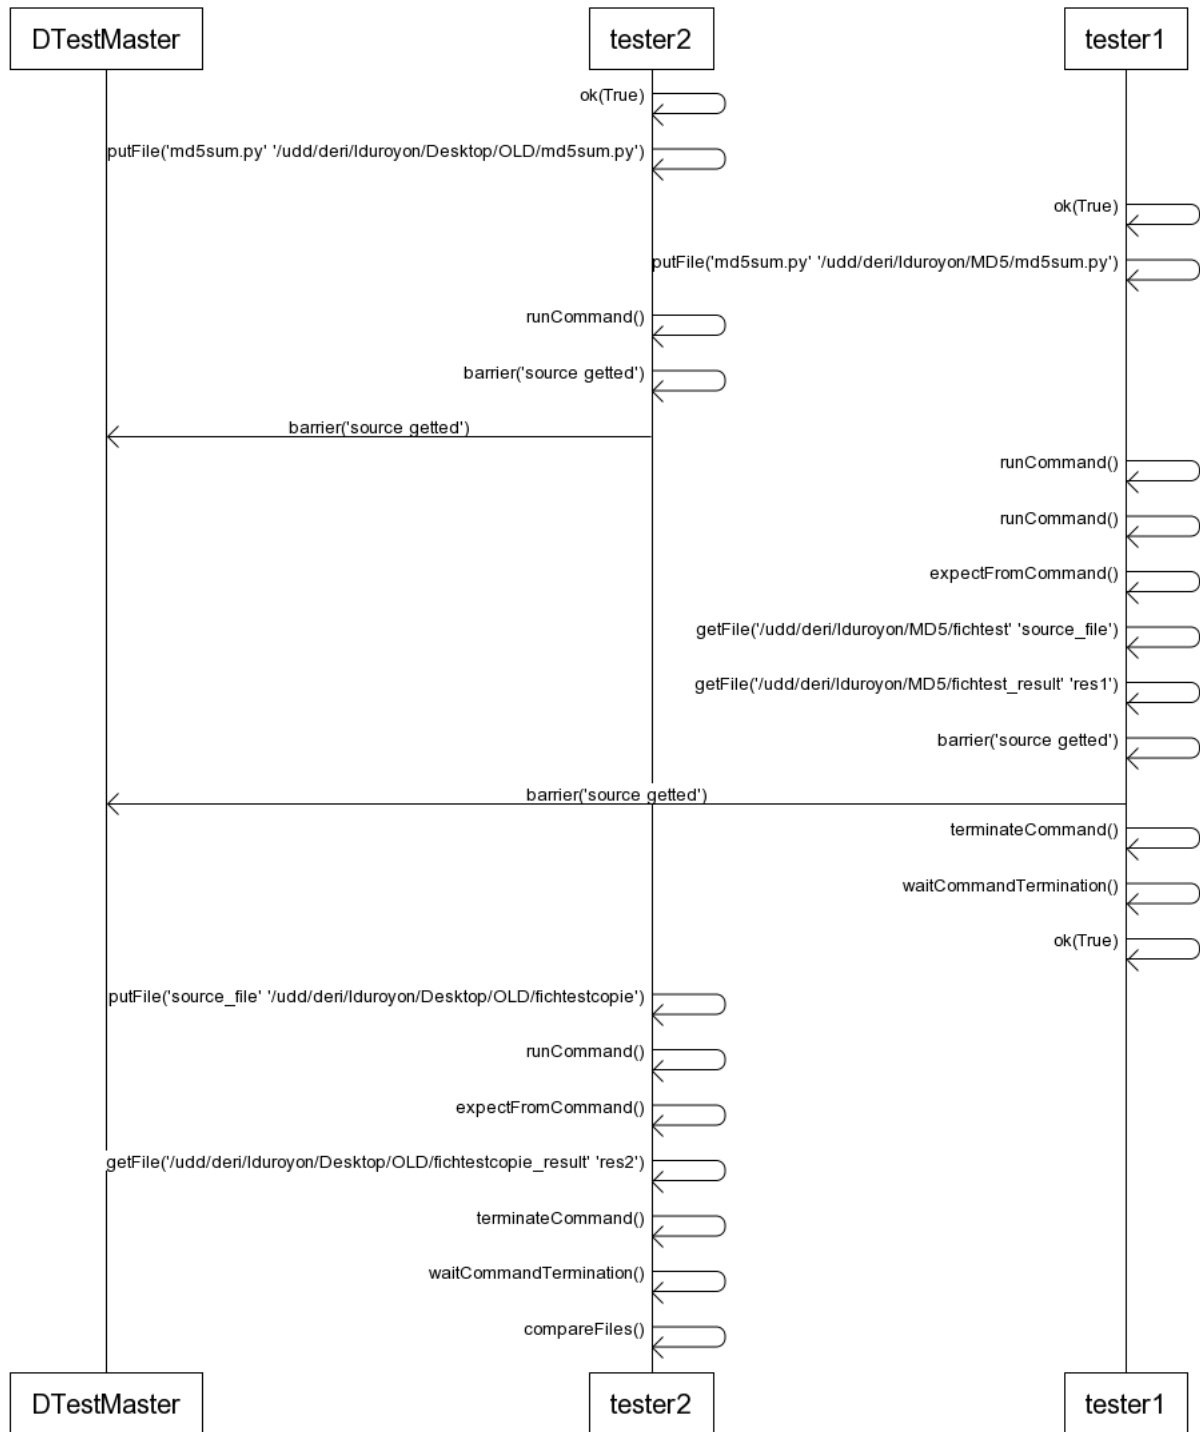 DTestMaster
tester2
tester1
ok(True)
putFile('md5sum.py' '/udd/deri/lduroyon/Desktop/OLD/md5sum.py')
ok(True)
putFile('md5sum.py' '/udd/deri/lduroyon/MD5/md5sum.py')
runCommand()
barrier('source getted')
barrier('source getted')
runCommand()
runCommand()
expectFromCommand()
getFile('/udd/deri/lduroyon/MD5/fichtest' 'source_file')
getFile('/udd/deri/lduroyon/MD5/fichtest_result' 'res1')
barrier('source getted')
barrier('source getted')
terminateCommand()
waitCommandTermination()
ok(True)
putFile('source_file' '/udd/deri/lduroyon/Desktop/OLD/fichtestcopie')
runCommand()
expectFromCommand()
getFile('/udd/deri/lduroyon/Desktop/OLD/fichtestcopie_result' 'res2')
terminateCommand()
waitCommandTermination()
compareFiles()
DTestMaster
tester2
tester1